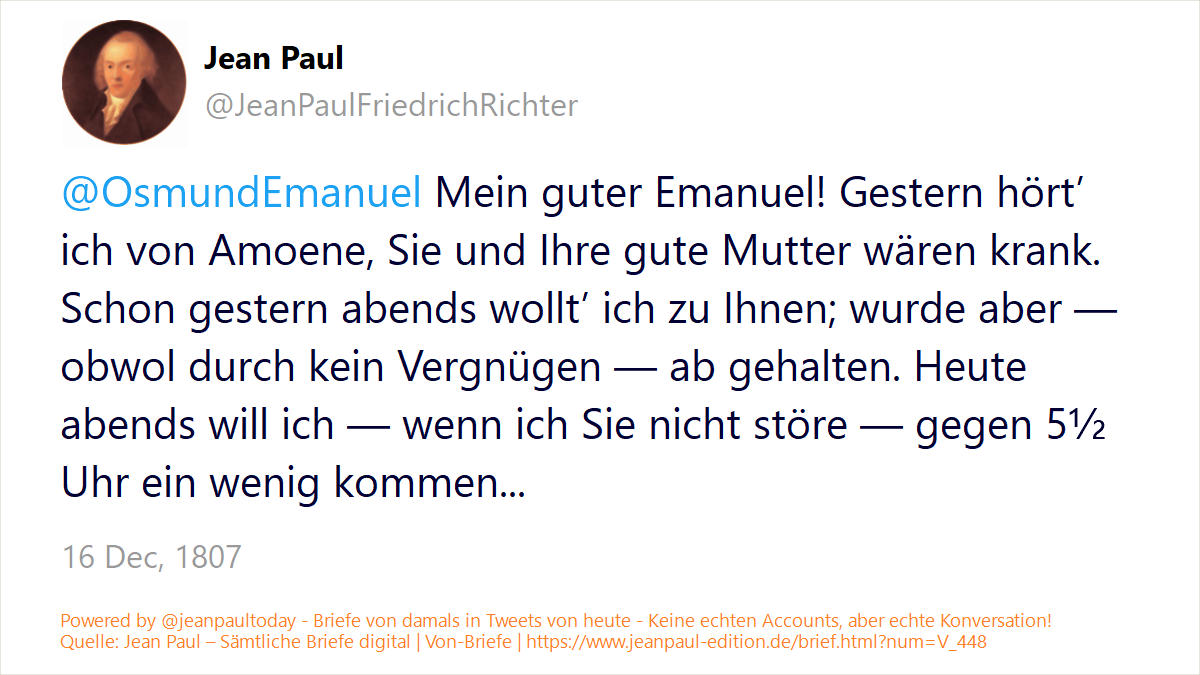 Jean Paul
@JeanPaulFriedrichRichter
@OsmundEmanuel Mein guter Emanuel! Gestern hört’
ich von Amoene, Sie und Ihre gute Mutter wären krank.
Schon gestern abends wollt’ ich zu Ihnen; wurde aber —
obwol durch kein Vergnügen — ab gehalten. Heute
abends will ich — wenn ich Sie nicht störe — gegen 5½
Uhr ein wenig kommen...
16 Dec, 1807
Powered by @jeanpaultoday - Briefe von damals in Tweets von heute - Keine echten Accounts, aber echte Konversation!
Quelle: Jean Paul – Sämtliche Briefe digital | Von-Briefe | https://www.jeanpaul-edition.de/brief.html?num=V_448